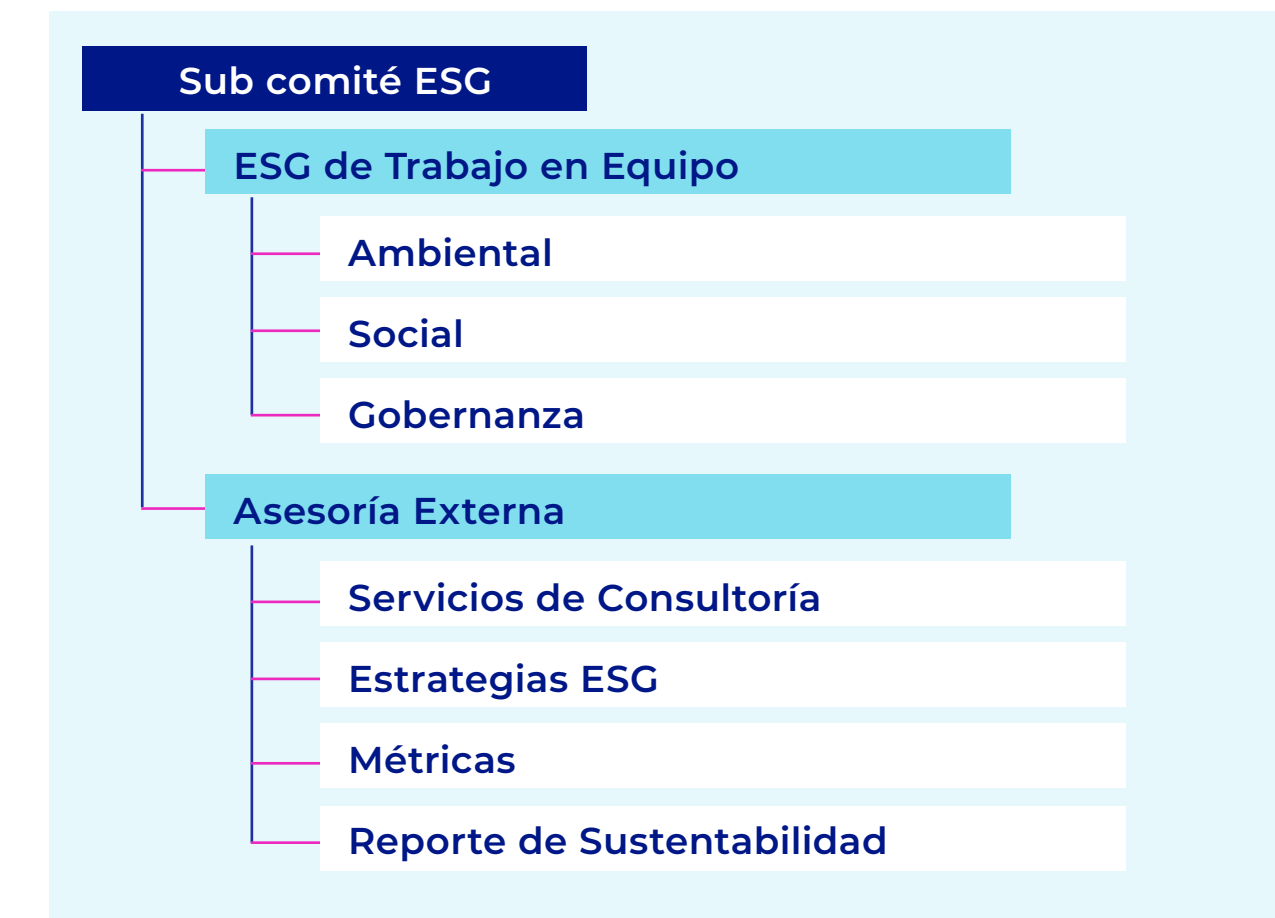 Sub comité ESG
ESG de Trabajo en Equipo
Ambiental
Social
Gobernanza
Asesoría Externa
Servicios de Consultoría
Estrategias ESG
Métricas
Reporte de Sustentabilidad